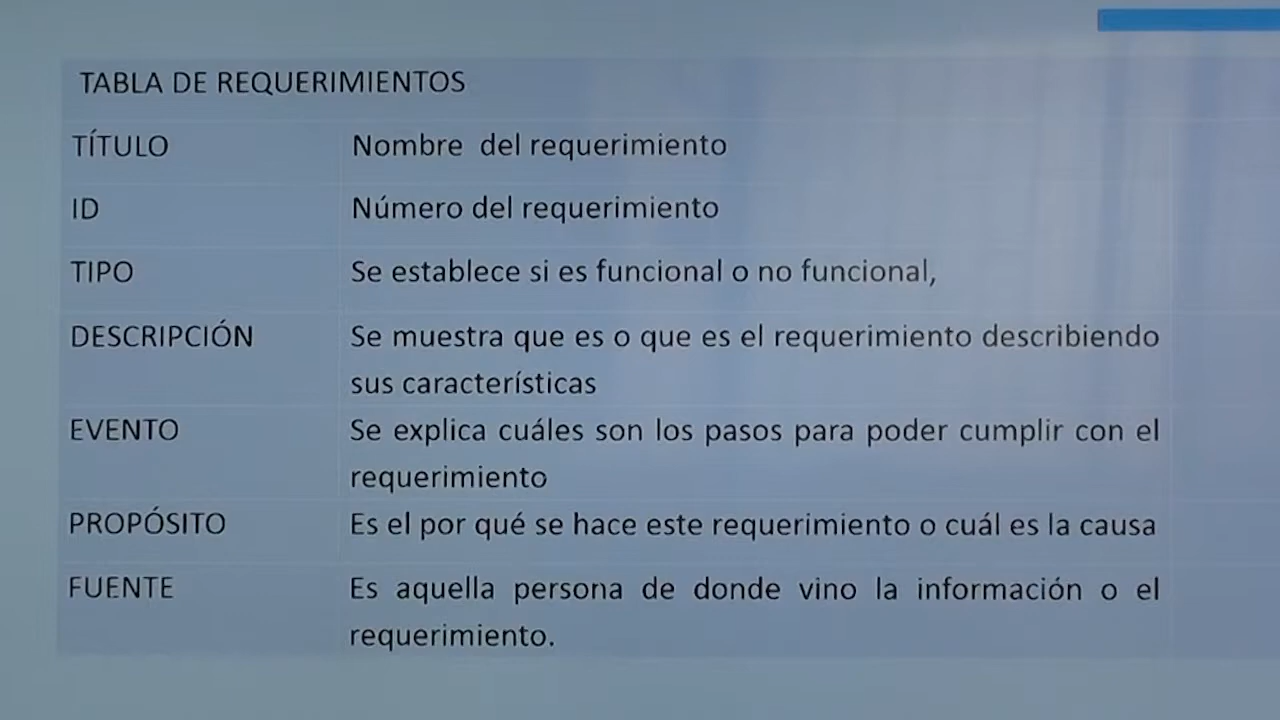 TABLA DE REQUERIMIENTOS
TÍTULO Nombre del requerimiento
ID Número del requerimiento
TIPO Se establece si es funcional o no funcional,
DESCRIPCIÓN Se muestra que es o que es el requerimiento describiendo
sus características
EVENTO Se explica cuáles son los pasos para poder cumplir con el
requerimiento
PROPÓSITO Es el por qué se hace este requerimiento o cuál es la causa
FUENTE Es aquella persona de donde vino la información o el
requerimiento.